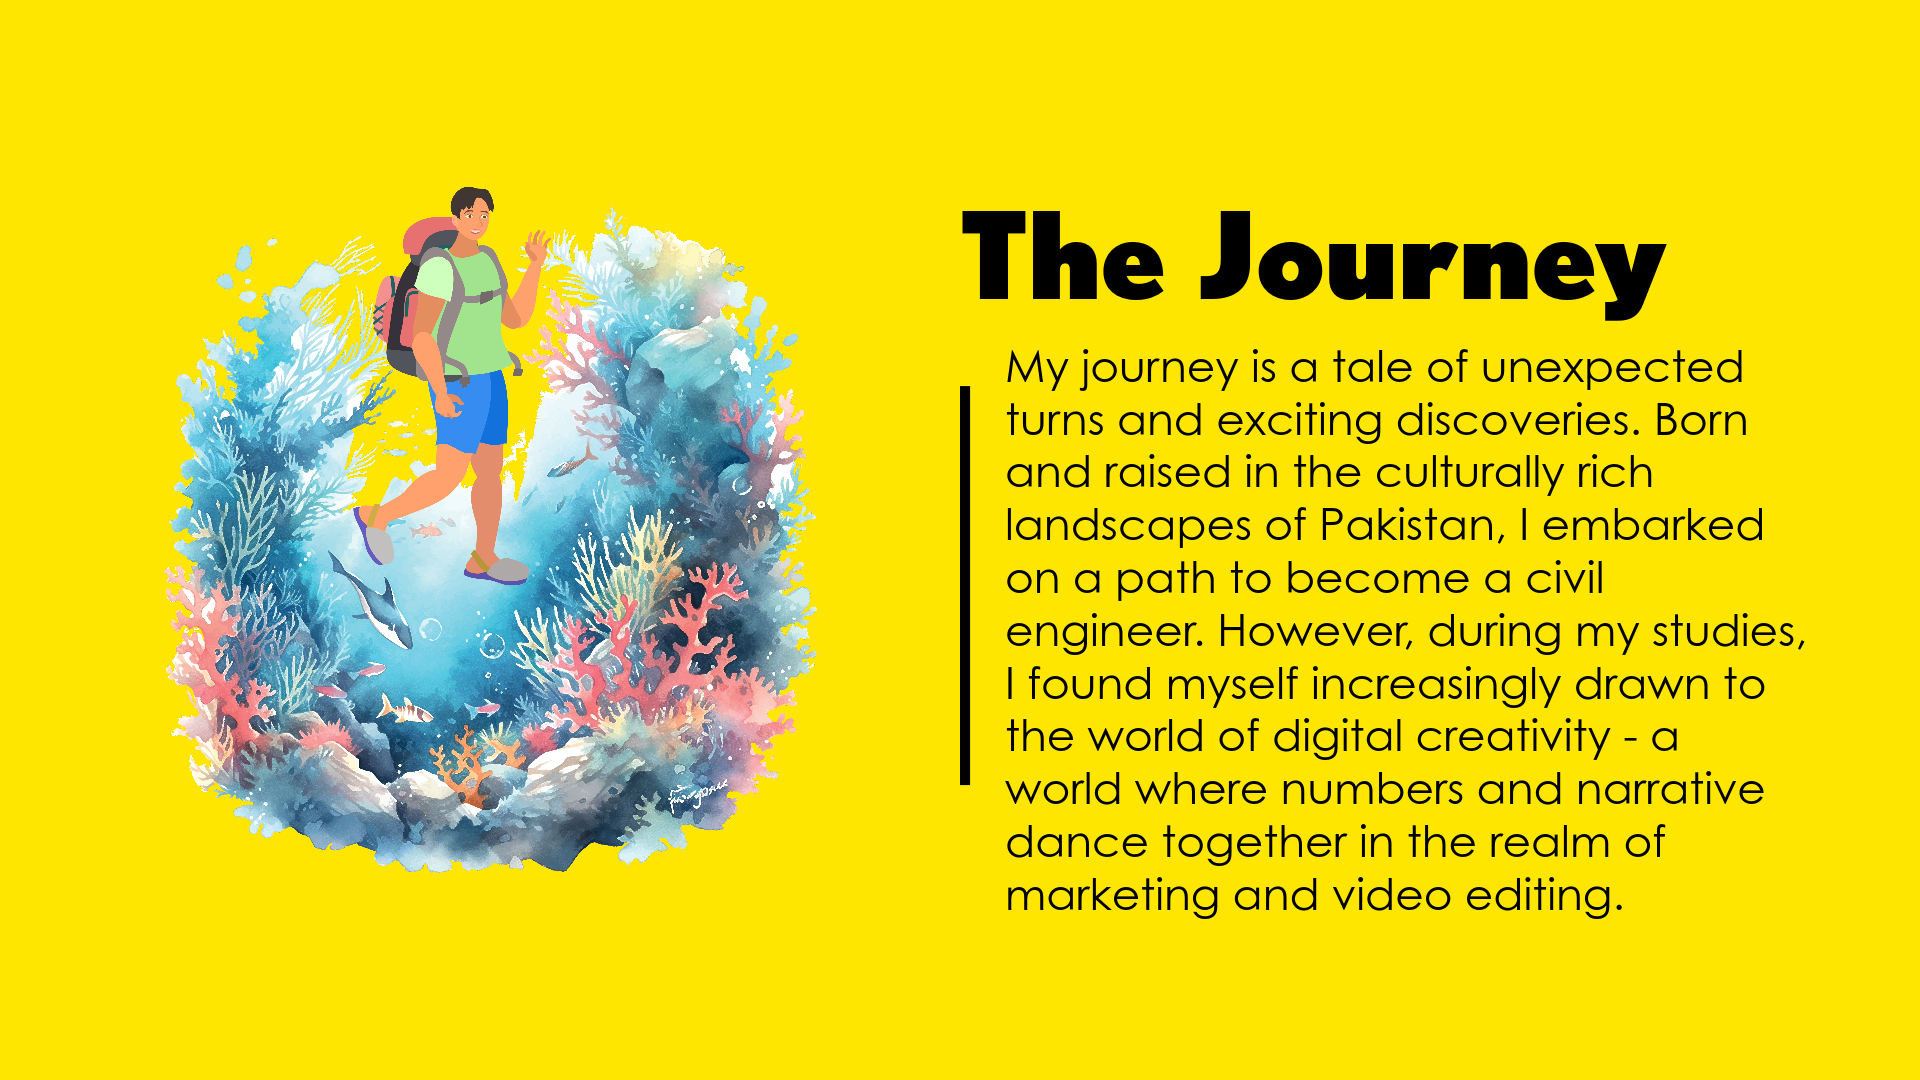 The Journey
My journey is a tale of unexpected
turns and exciting discoveries. Born
and raised in the culturally rich
landscapes of Pakistan, I embarked
on a path to become a civil
engineer. However, during my studies,
I found myself increasingly drawn to
the world of digital creativity - a
world where numbers and narrative
dance together in the realm of
marketing and video editing.